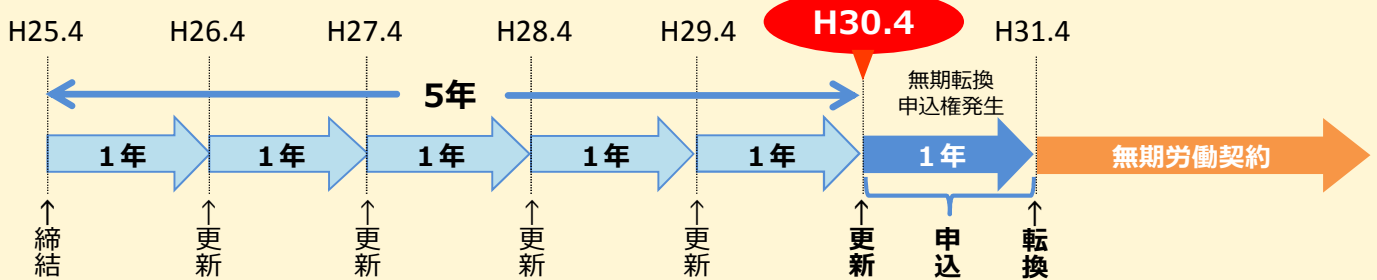 H25.4
H26.4
H27.4
H28.4
H29.4
H30.4
H31.4
5年
無期転換
申込権発生
1年
1年
1年
1年
1年
1年
無期労働契約
↑締結
↑更新
↑更新
↑更新
↑更新
↑更新
申込
↑転換